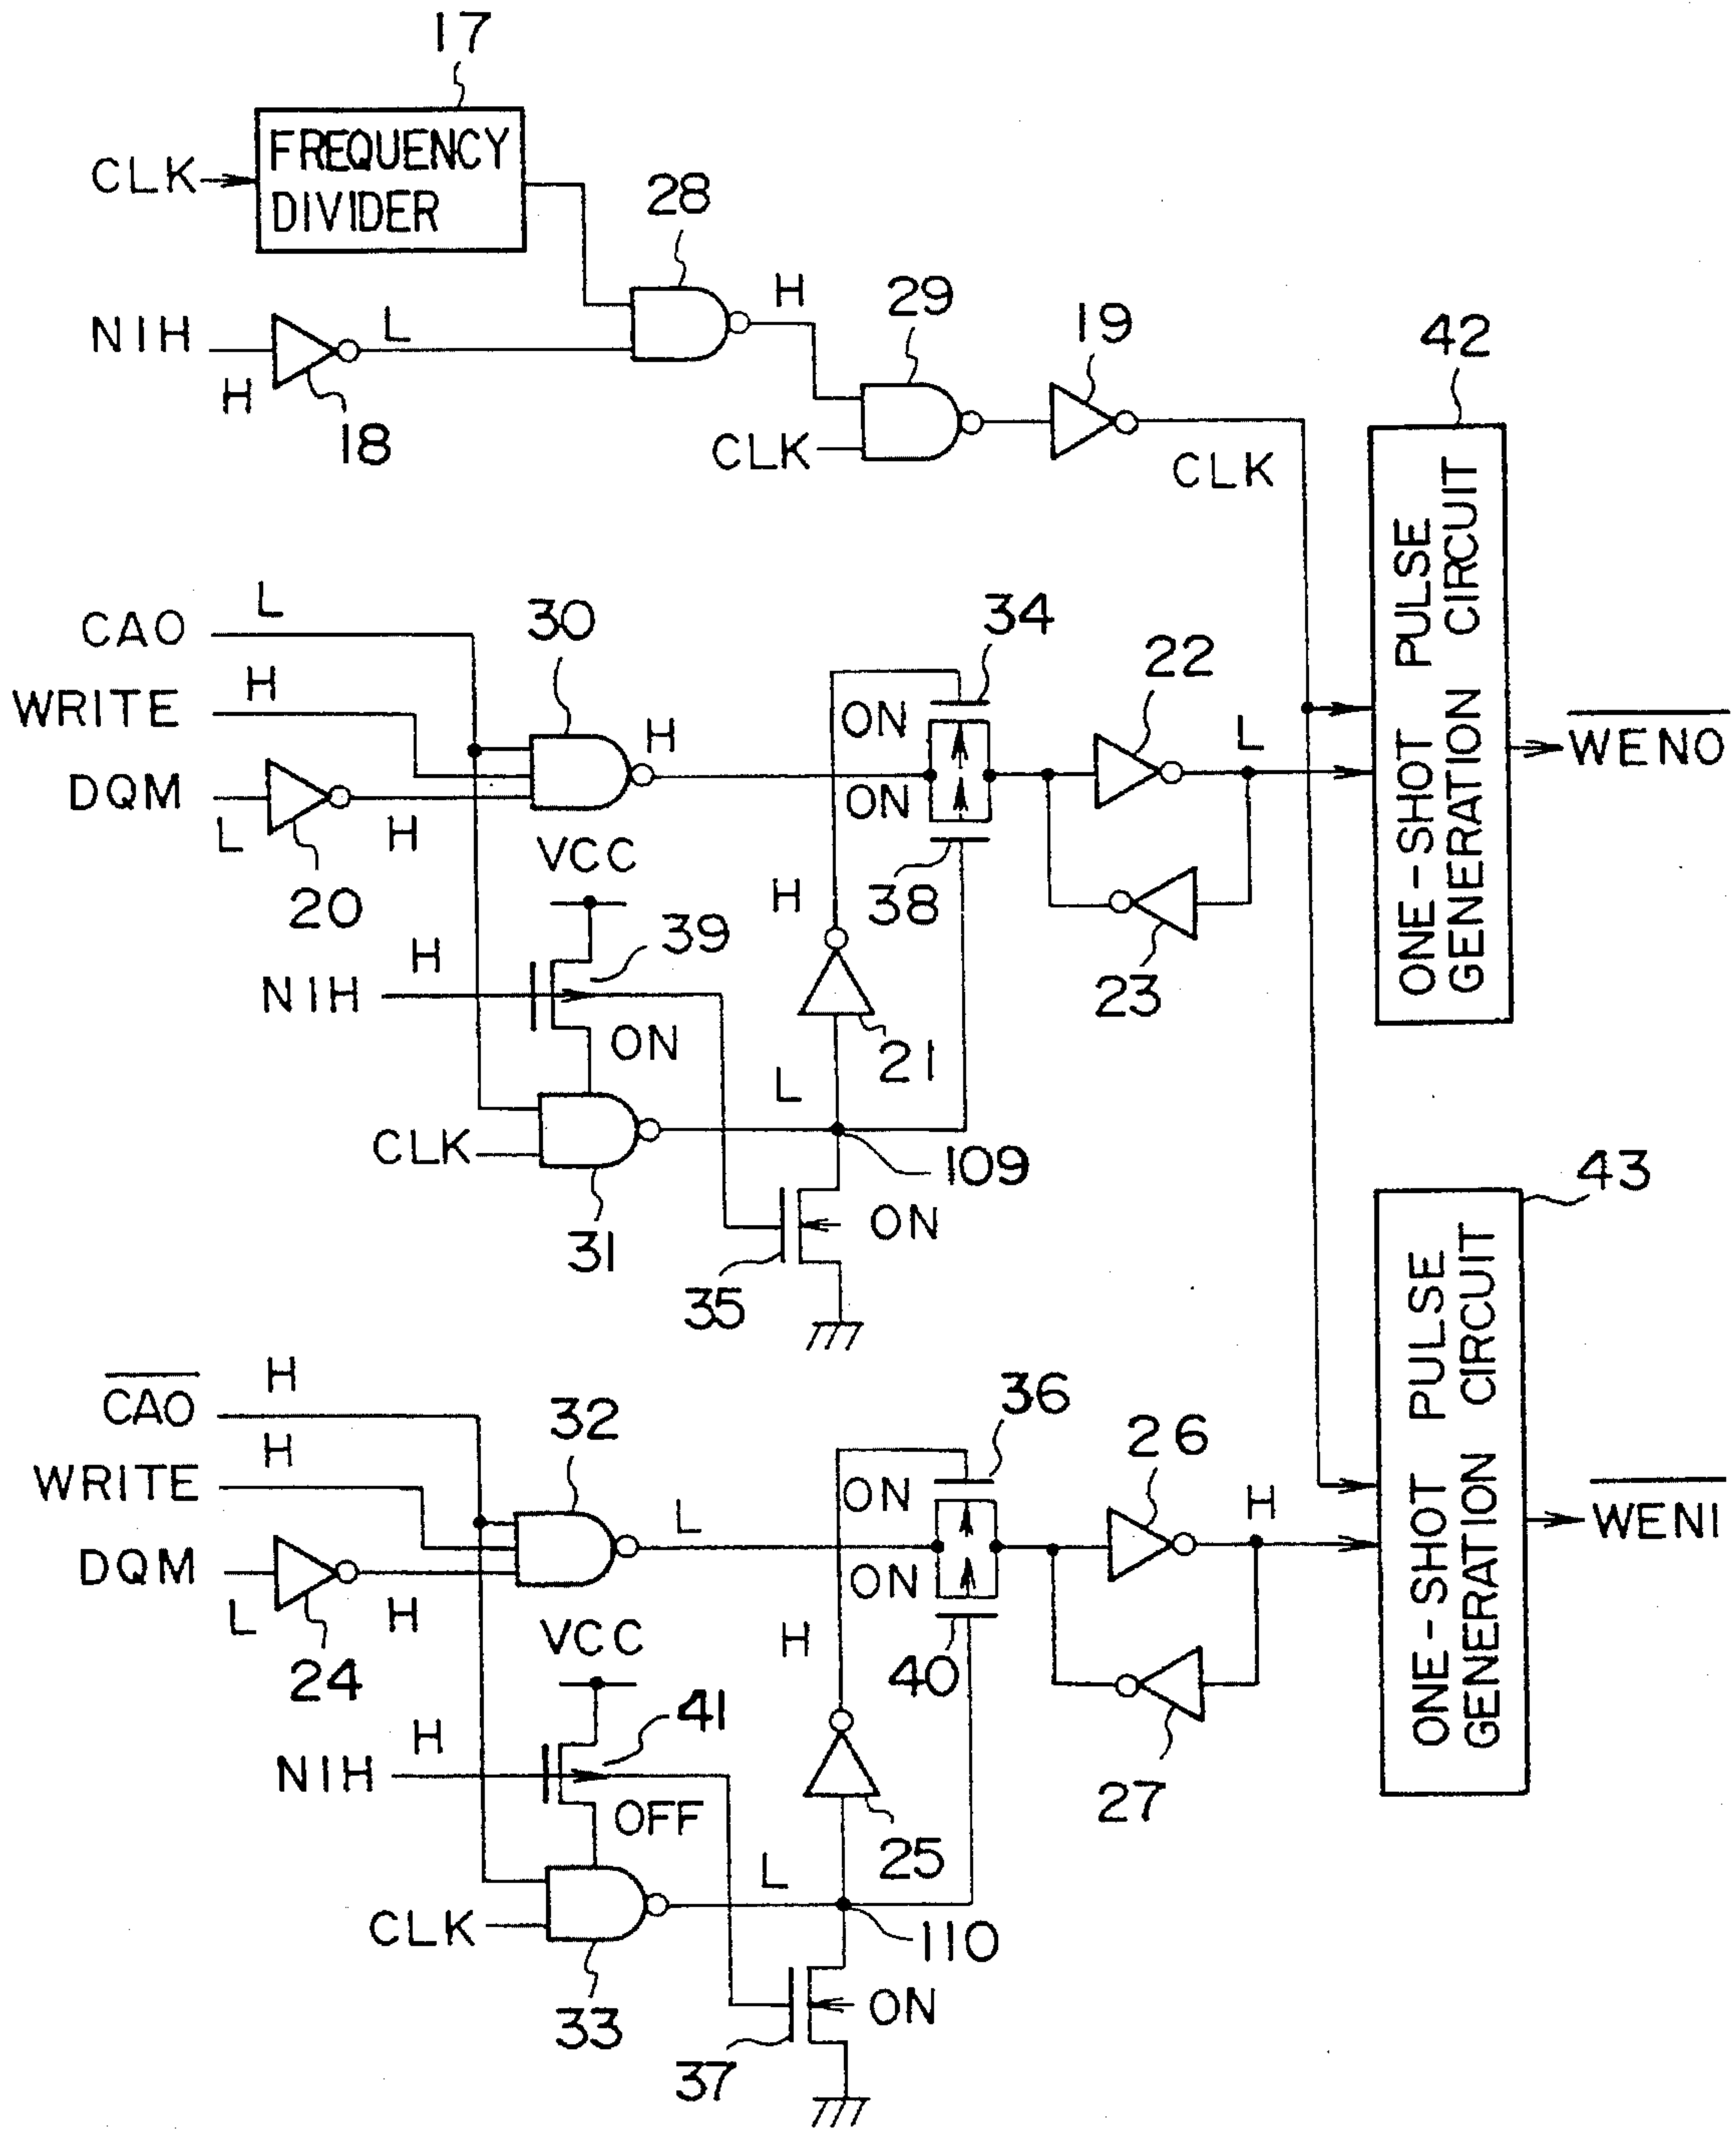 17
FREQUENCY
DIVIDER
CLK
28
H
29
19
NIH
L
H
18
CLK
CLK
42
ONE-SHOT PULSE
GENERATION CIRCUIT
CAO
L
WRITE
H
DQM
L
20
H
30
H
34
ON
ON
38
22
L
23
WENO
VCC
39
NIH
H
ON
H
21
L
CLK
31
109
35
ON
43
ONE-SHOT PULSE
GENERATION CIRCUIT
CAO
H
WRITE
H
DQM
L
24
H
32
L
36
ON
ON
40
26
H
27
WENI
VCC
41
NIH
H
OFF
H
25
L
CLK
33
110
37
ON